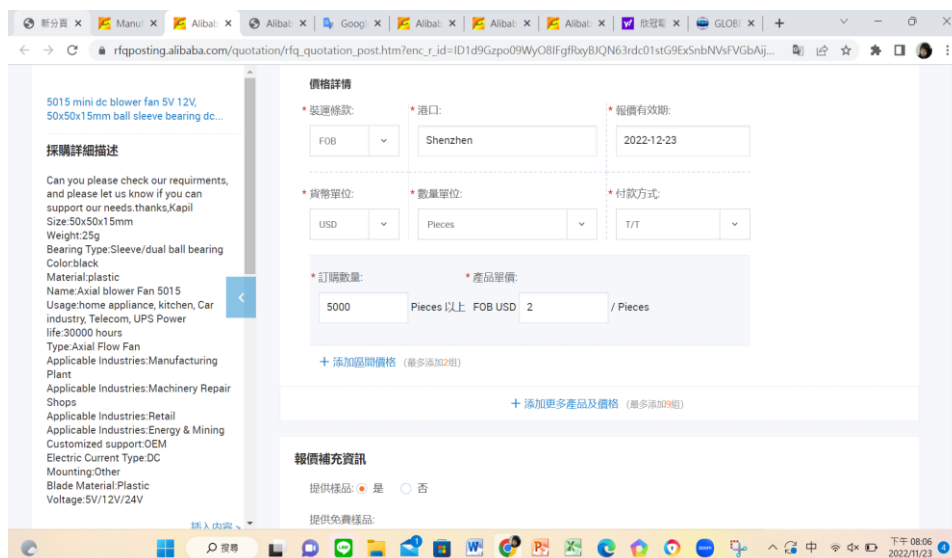 新分頁
Manuf
Alibab
Alibab
Googl
Alibab
Alibab
Alibab
欣冠電
GLOBI
rfqposting.alibaba.com/quotation/rfq_quotation_post.htm?enc_r_id=ID1d9Gzpo09WyO8IFgfRxyBJQN63rdc01stG9ExSnbNVsFVGbAij...
5015 mini dc blower fan 5V 12V,
50x50x15mm ball sleeve bearing dc...
採購詳細描述
Can you please check our requirments,
and please let us know if you can
support our needs.thanks,Kapil
Size:50x50x15mm
Weight:25g
Bearing Type:Sleeve/dual ball bearing
Color:black
Material:plastic
Name:Axial blower Fan 5015
Usage:home appliance, kitchen, Car
industry, Telecom, UPS Power
life:30000 hours
Type:Axial Flow Fan
Applicable Industries:Manufacturing
Plant
Applicable Industries:Machinery Repair
Shops
Applicable Industries:Retail
Applicable Industries:Energy & Mining
Customized support:OEM
Electric Current Type:DC
Mounting:Other
Blade Material:Plastic
Voltage:5V/12V/24V
插入內容
價格詳情
* 裝運條款: * 港口: * 報價有效期:
FOB Shenzhen 2022-12-23
* 貨幣單位: * 數量單位: * 付款方式:
USD Pieces T/T
* 訂購數量: * 產品單價:
5000 Pieces 以上 FOB USD 2 / Pieces
+ 添加區間價格 (最多添加2組)
+ 添加更多產品及價格 (最多添加9組)
報價補充資訊
提供樣品: 是 否
提供免費樣品:
搜尋
中
下午 08:06
2022/11/23